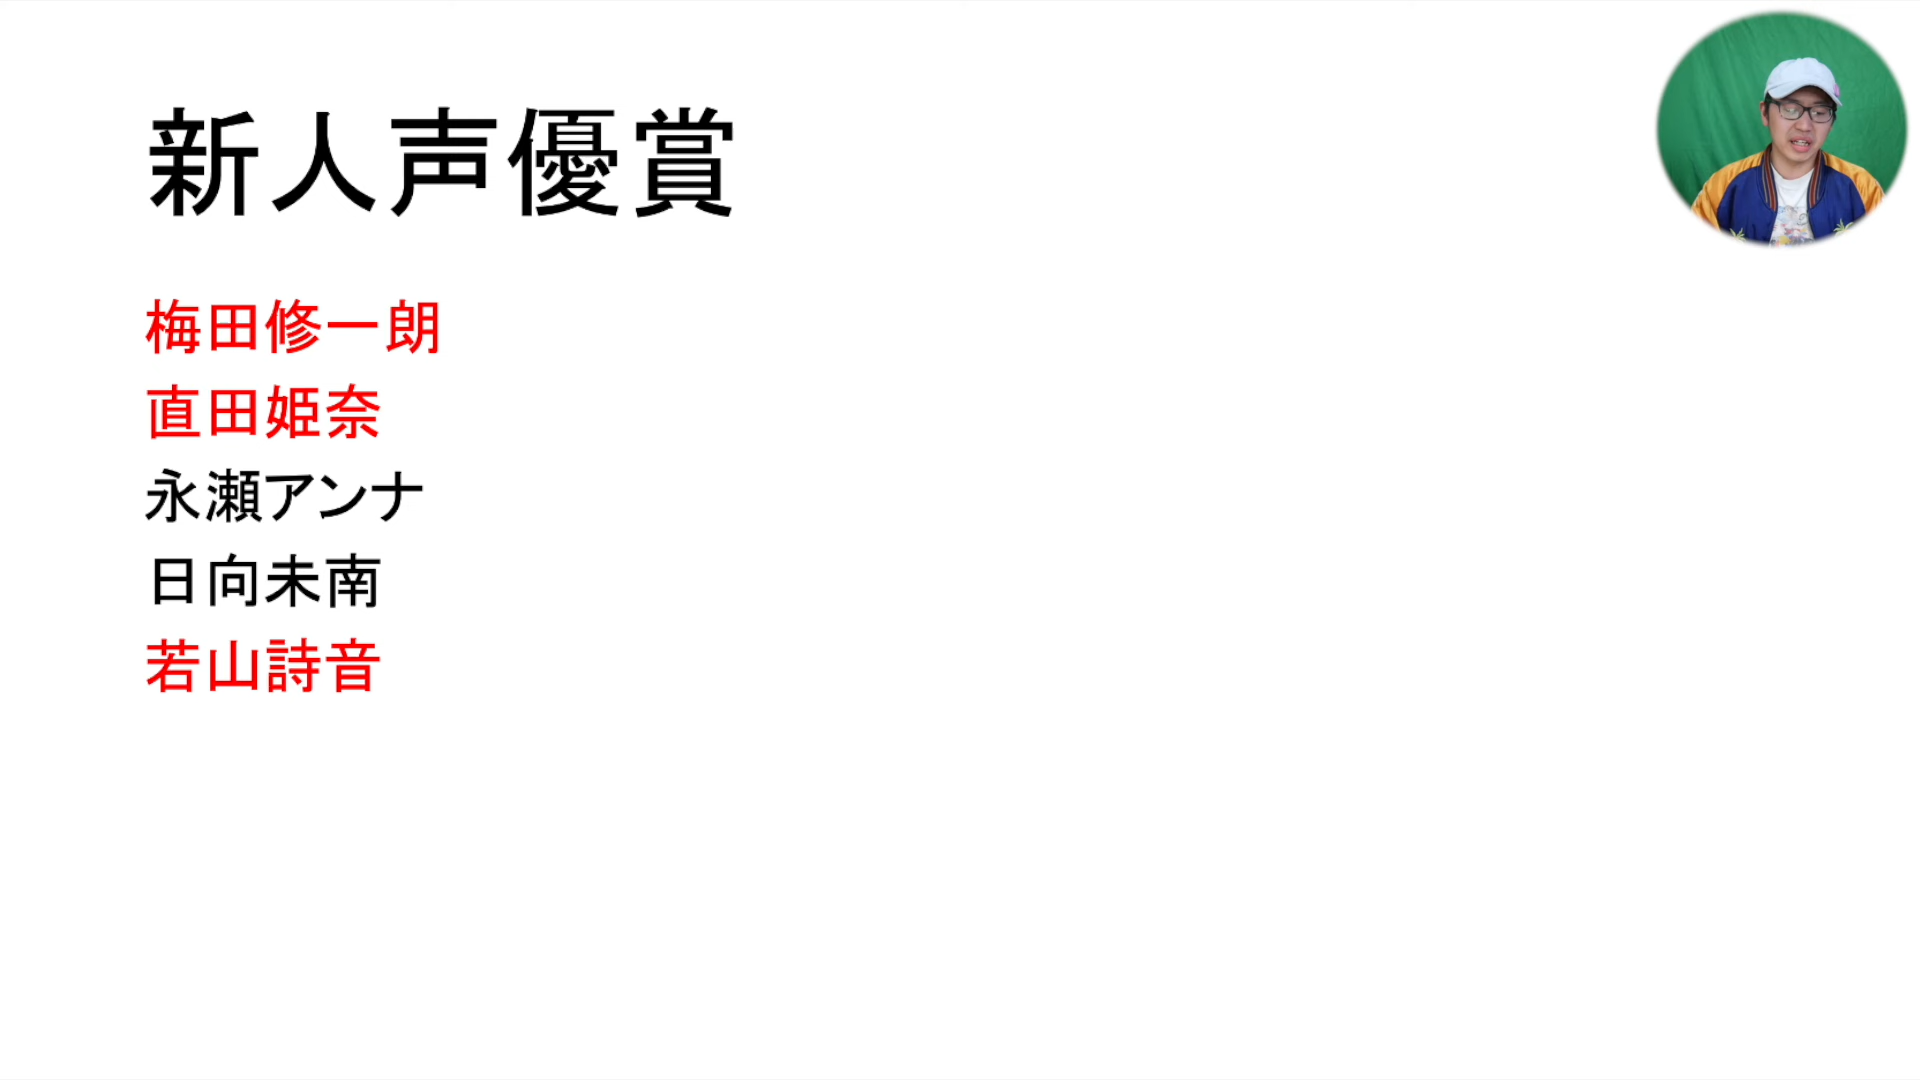 新人声優賞
梅田修一朗
直田姫奈
永瀬アンナ
日向未南
若山詩音